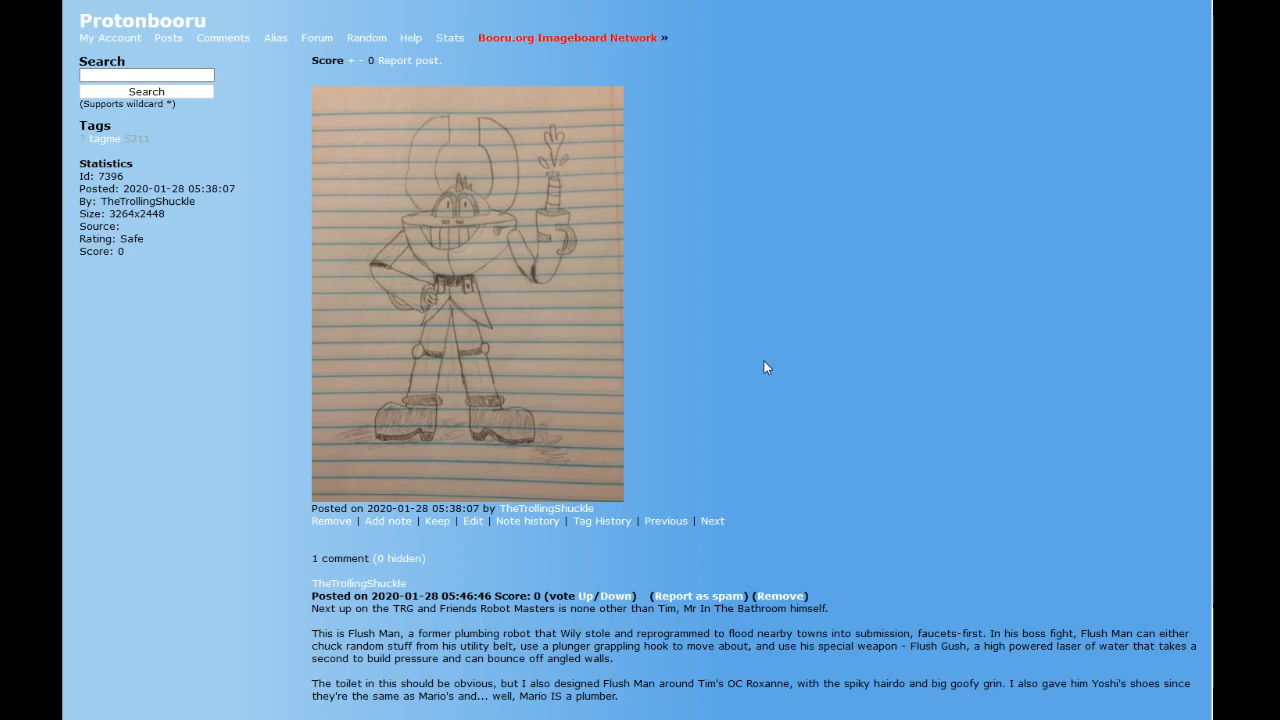 Protonbooru
My Account Posts Comments Alias Forum Random Help Stats Booru.org Imageboard Network »
Search
Search
(Supports wildcard *)
Tags
? tagme 5211
Statistics
Id: 7396
Posted: 2020-01-28 05:38:07
By: TheTrollingShuckle
Size: 3264x2448
Source:
Rating: Safe
Score: 0
Score + - 0 Report post.
Posted on 2020-01-28 05:38:07 by TheTrollingShuckle
Remove | Add note | Keep | Edit | Note history | Tag History | Previous | Next
1 comment (0 hidden)
TheTrollingShuckle
Posted on 2020-01-28 05:46:46 Score: 0 (vote Up/Down) (Report as spam) (Remove)
Next up on the TRG and Friends Robot Masters is none other than Tim, Mr In The Bathroom himself.
This is Flush Man, a former plumbing robot that Wily stole and reprogrammed to flood nearby towns into submission, faucets-first. In his boss fight, Flush Man can either
chuck random stuff from his utility belt, use a plunger grappling hook to move about, and use his special weapon - Flush Gush, a high powered laser of water that takes a
second to build pressure and can bounce off angled walls.
The toilet in this should be obvious, but I also designed Flush Man around Tim's OC Roxanne, with the spiky hairdo and big goofy grin. I also gave him Yoshi's shoes since
they're the same as Mario's and... well, Mario IS a plumber.